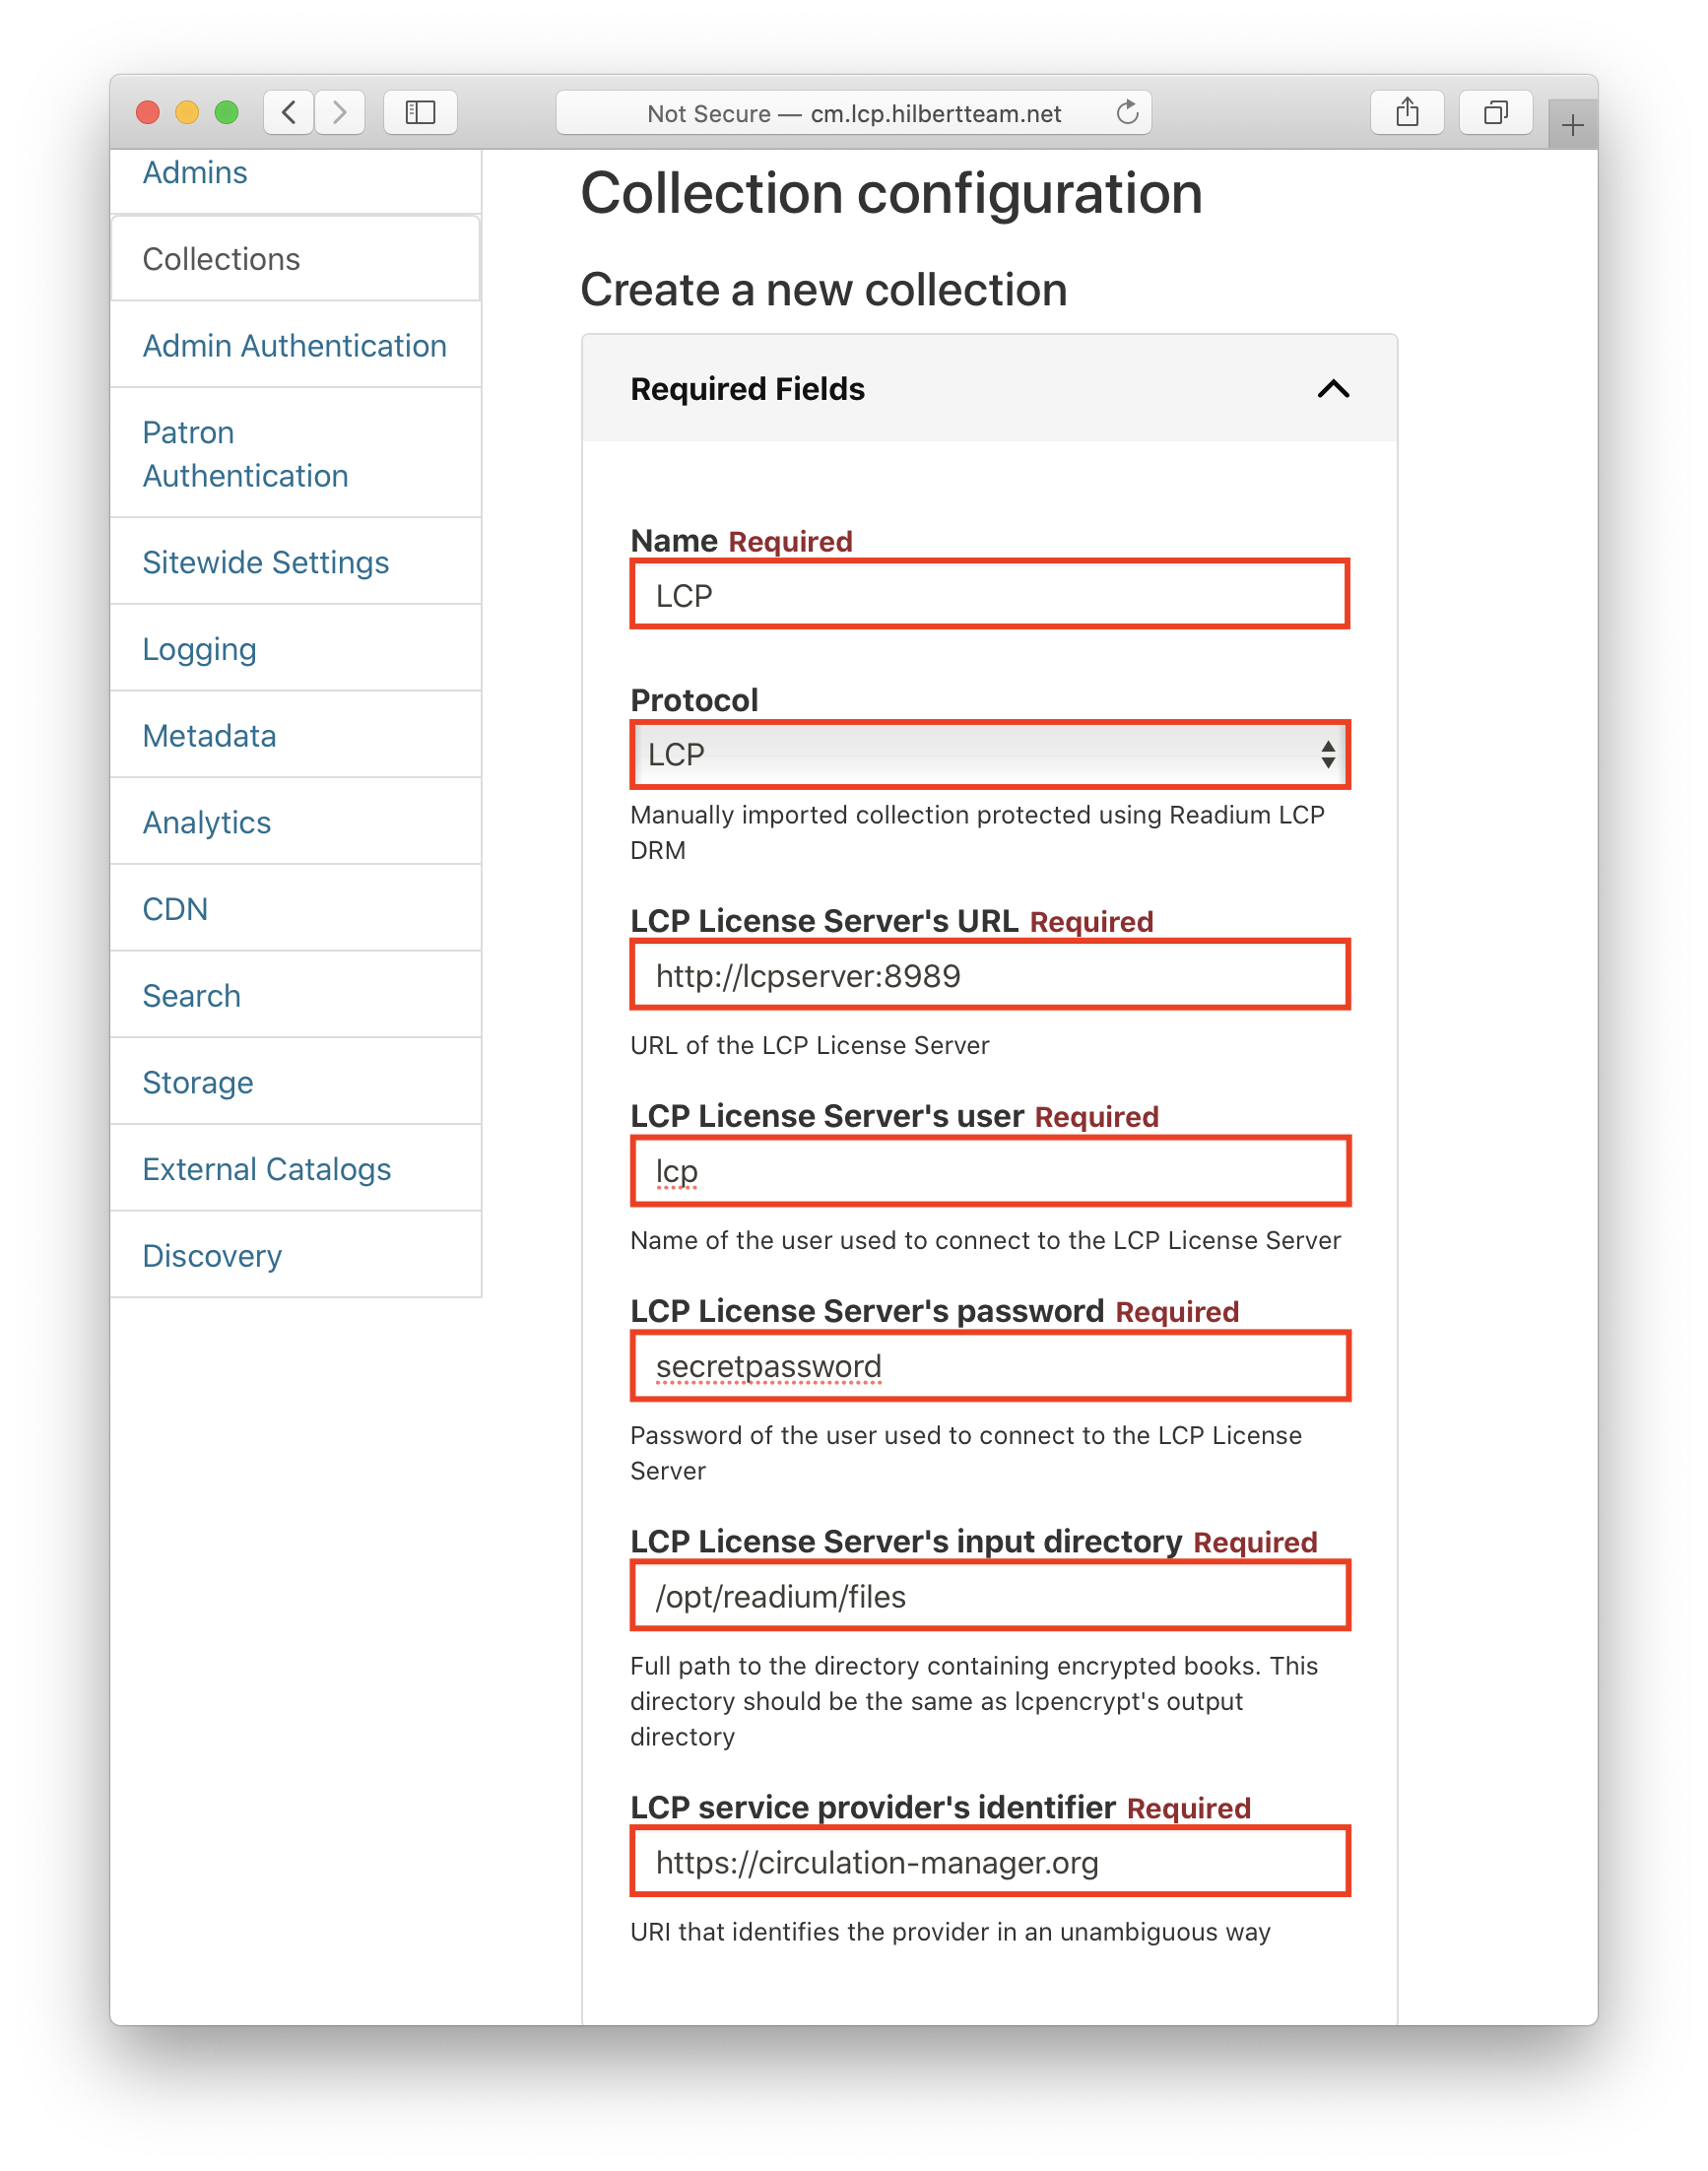 Not Secure — cm.lcp.hilbertteam.net
Admins
Collections
Admin Authentication
Patron
Authentication
Sitewide Settings
Logging
Metadata
Analytics
CDN
Search
Storage
External Catalogs
Discovery
Collection configuration
Create a new collection
Required Fields
Name Required
LCP
Protocol
LCP
Manually imported collection protected using Readium LCP
DRM
LCP License Server's URL Required
http://lcpserver:8989
URL of the LCP License Server
LCP License Server's user Required
lcp
Name of the user used to connect to the LCP License Server
LCP License Server's password Required
secretpassword
Password of the user used to connect to the LCP License
Server
LCP License Server's input directory Required
/opt/readium/files
Full path to the directory containing encrypted books. This
directory should be the same as lcpencrypt's output
directory
LCP service provider's identifier Required
https://circulation-manager.org
URI that identifies the provider in an unambiguous way